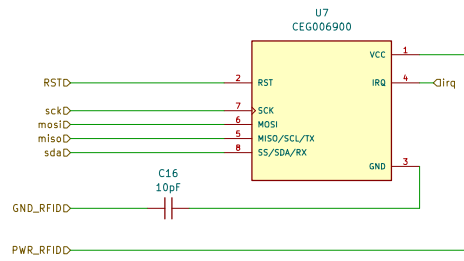 U7
CEG006900
VCC 1
RST 2 RST IRQ 4 irq
sck 7 SCK
mosi 6 MOSI
miso 5 MISO/SCL/TX
sda 8 SS/SDA/RX
GND 3
C16
10pF
GND_RFID
PWR_RFID